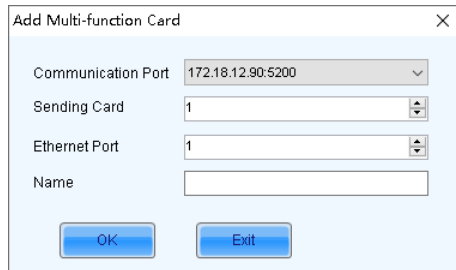 Add Multi-function Card
Communication Port 172.18.12.90:5200
Sending Card 1
Ethernet Port 1
Name
OK Exit